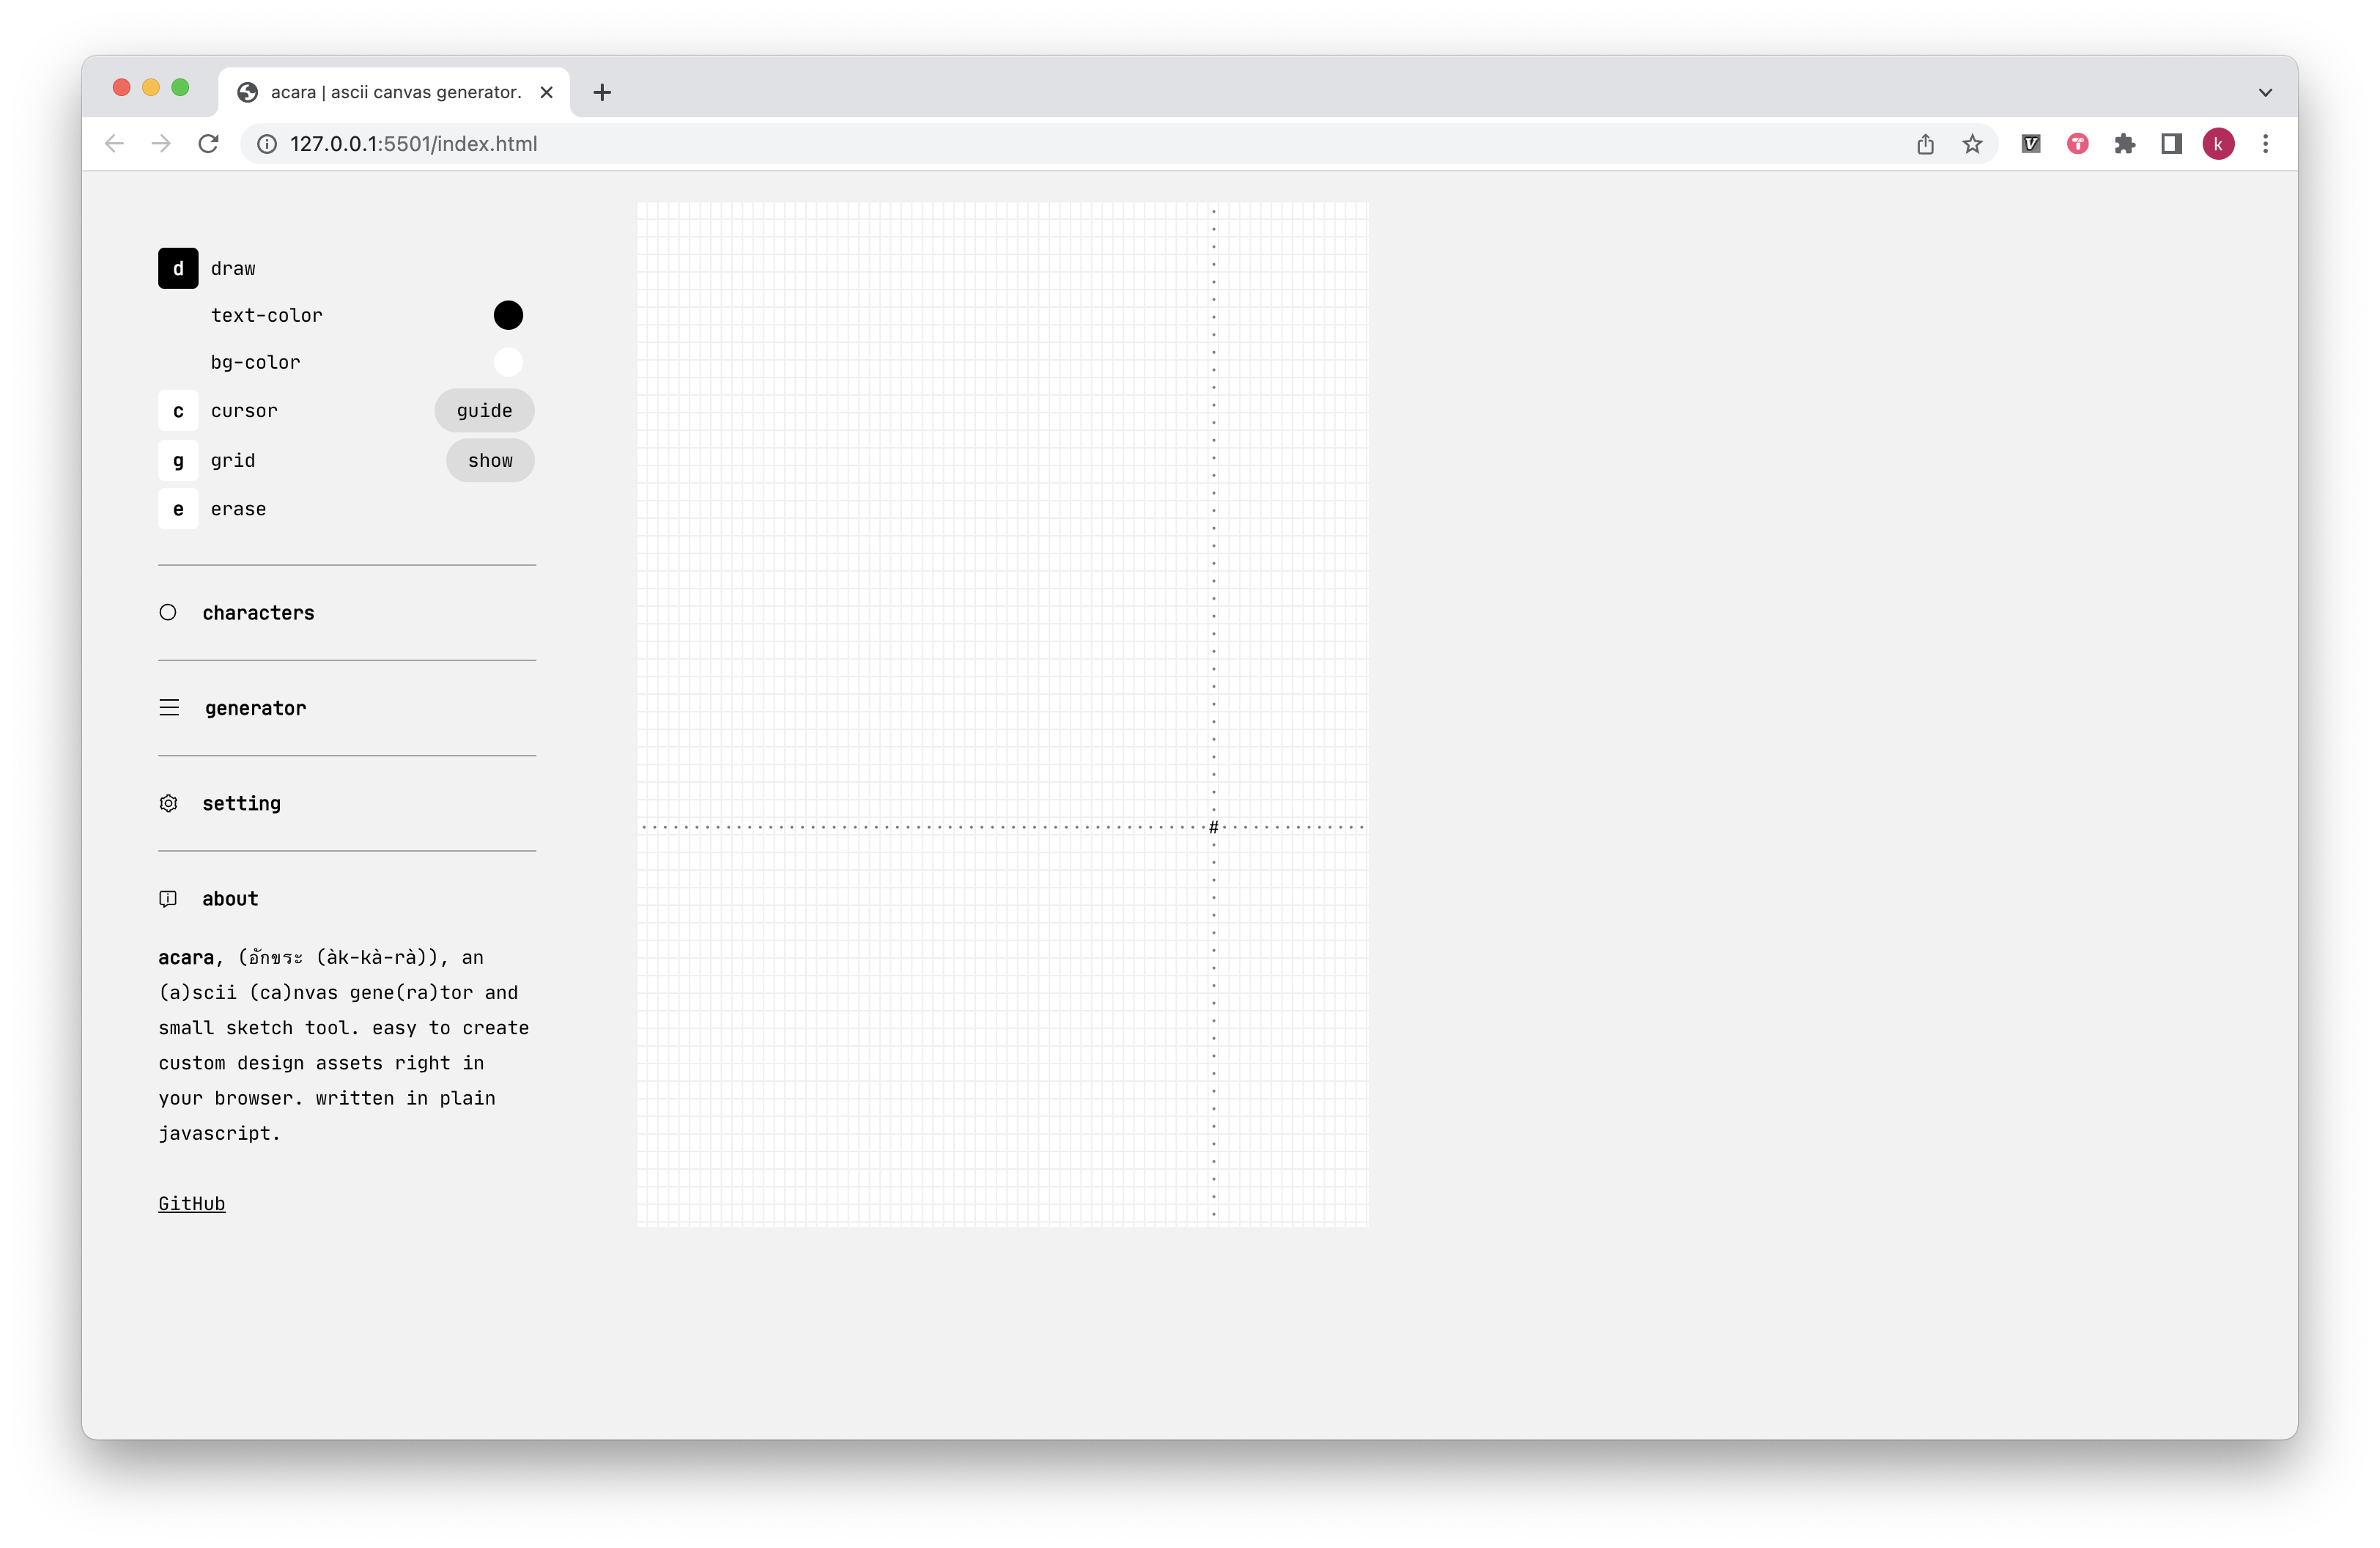 acara | ascii canvas generator.
127.0.0.1:5501/index.html
k
d draw
text-color
bg-color
c cursor guide
g grid show
e erase
characters
generator
setting
#
about
acara, (อักขระ (àk-kà-rà)), an
(a)scii (ca)nvas gene(ra)tor and
small sketch tool. easy to create
custom design assets right in
your browser. written in plain
javascript.
GitHub